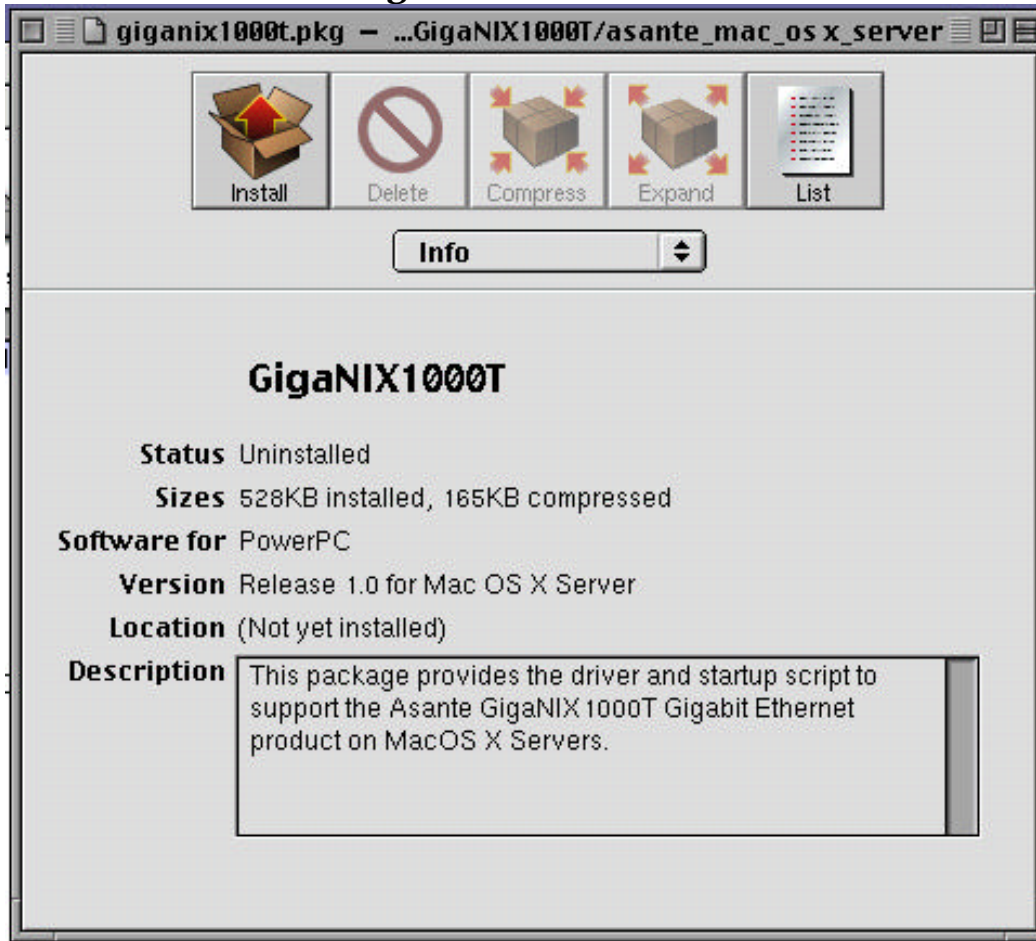 giganix1000t.pkg – ...GigaNIX1000T/asante_mac_os x_server
Install Delete Compress Expand List
Info
GigaNIX1000T
Status Uninstalled
Sizes 528KB installed, 165KB compressed
Software for PowerPC
Version Release 1.0 for Mac OS X Server
Location (Not yet installed)
Description This package provides the driver and startup script to
support the Asante GigaNIX 1000T Gigabit Ethernet
product on MacOS X Servers.